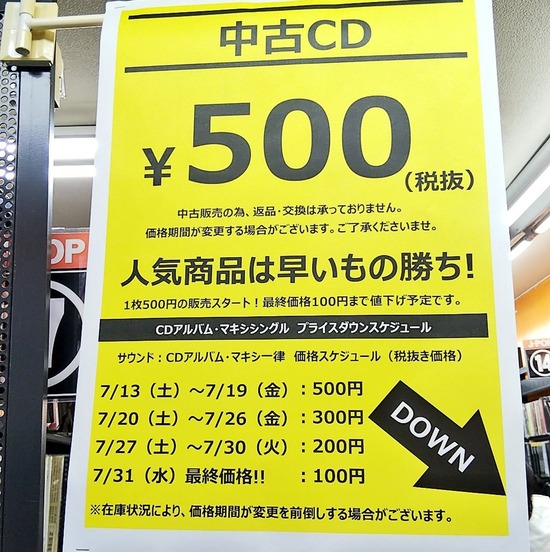 中古CD
¥500(税抜)
中古販売の為、返品・交換は承っておりません。
価格期間が変更する場合がございます。ご了承くださいませ。
人気商品は早いもの勝ち!
1枚500円の販売スタート!最終価格100円まで値下げ予定です。
CDアルバム・マキシシングル プライスダウンスケジュール
サウンド:CDアルバム・マキシ一律 価格スケジュール(税抜き価格)
7/13(土)~7/19(金):500円
7/20(土)~7/26(金):300円
7/27(土)~7/30(火):200円
7/31(水)最終価格!! :100円
DOWN
※在庫状況により、価格期間が変更を前倒しする場合がございます。
POP
J-POP
14